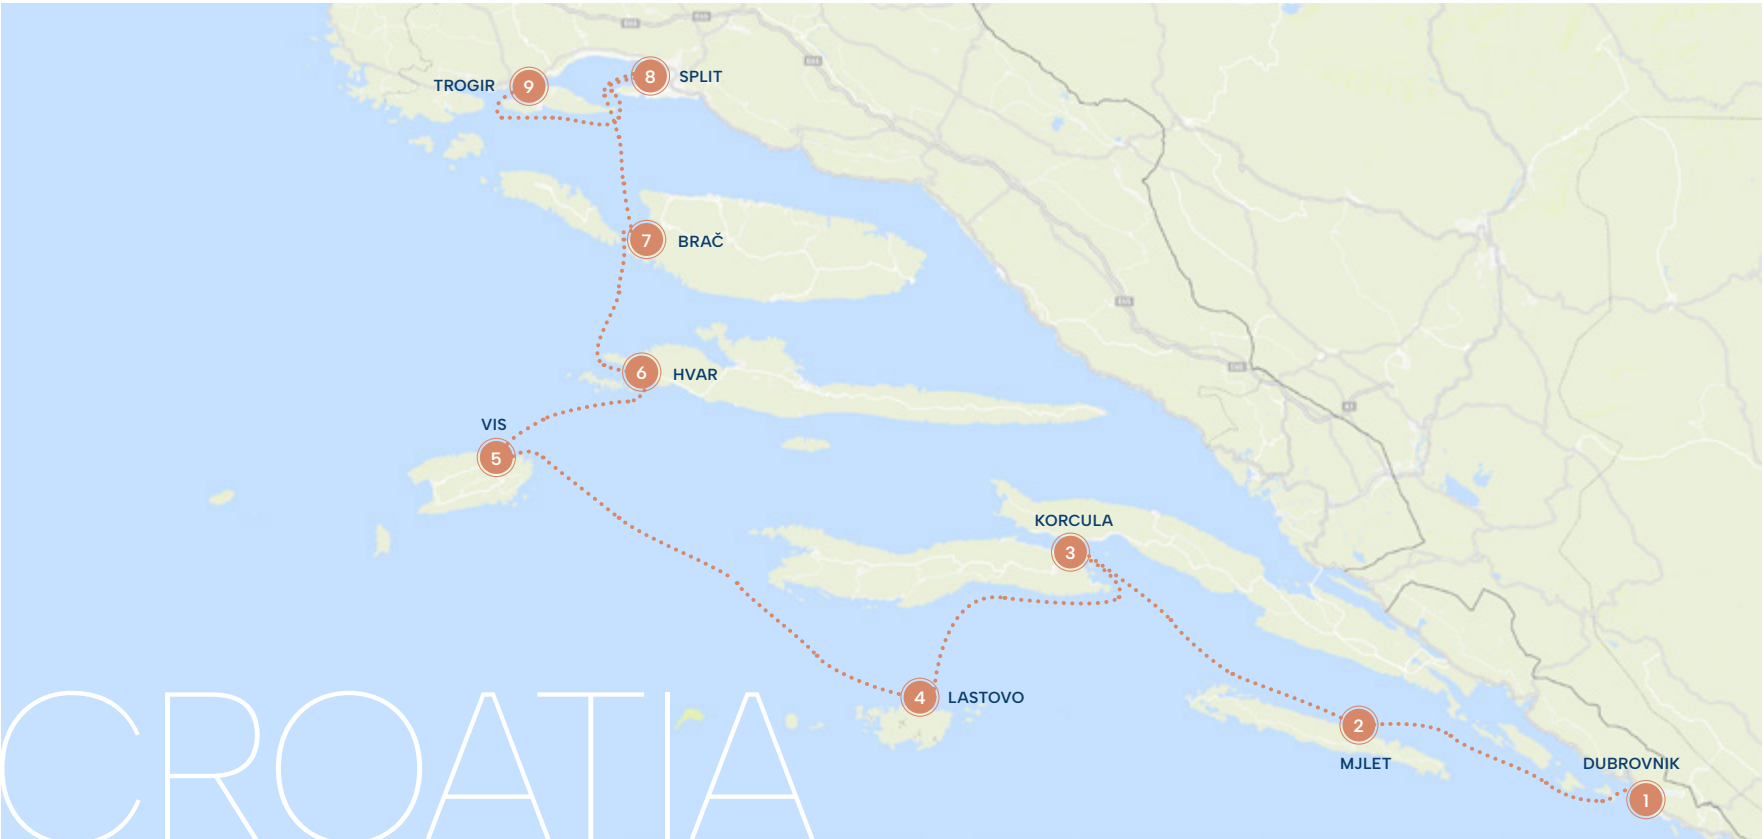 TROGIR
9
8
SPLIT
7
BRAČ
6
HVAR
VIS
5
KORCULA
3
4
LASTOVO
2
MJLET
DUBROVNIK
1
CROATIA